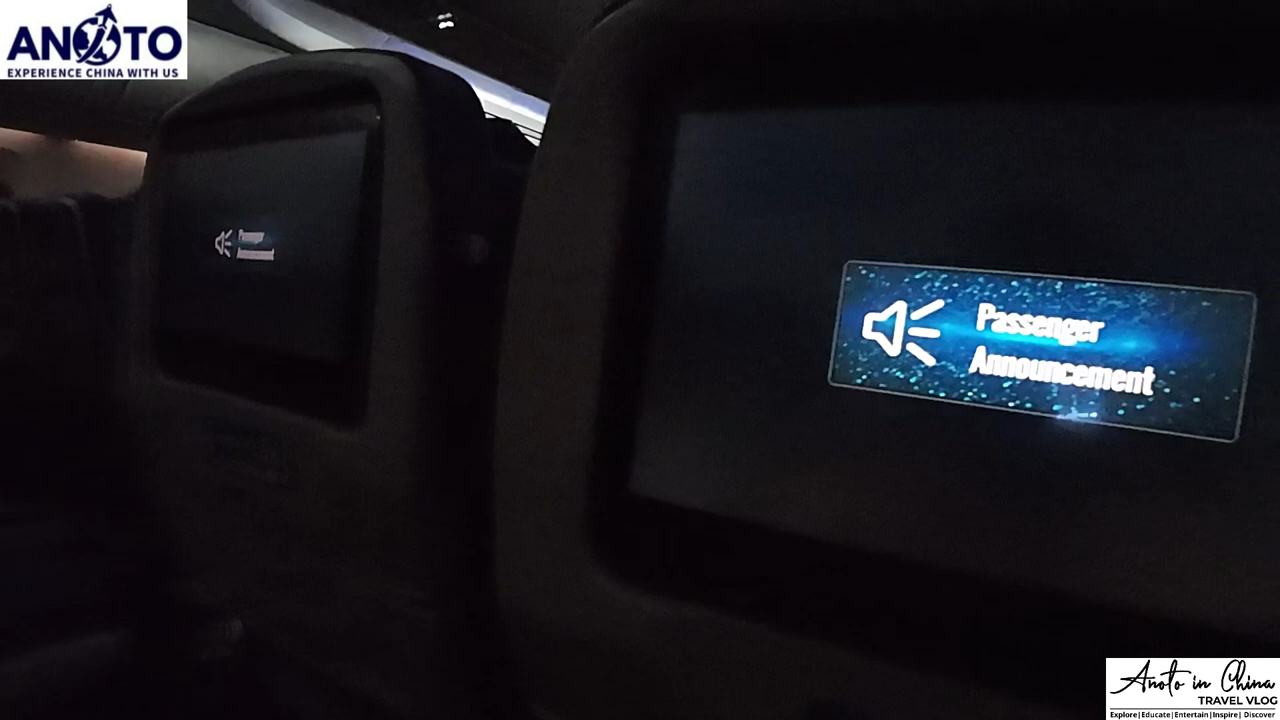 ANOTO
EXPERIENCE CHINA WITH US
Passenger
Announcement
Passenger
Announcement
Anoto in China
TRAVEL VLOG
Explore|Educate|Entertain|Inspire| Discover